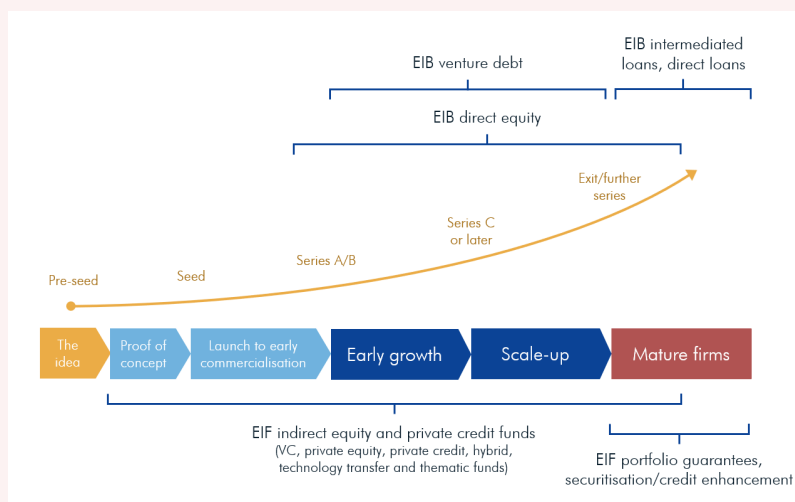 EIB intermediated
loans, direct loans
EIB venture debt
EIB direct equity
Exit/further
series
Series C
or later
Series A/B
Seed
Pre-seed
The
idea
Proof of
concept
Launch to early
commercialisation
Early growth
Scale-up
Mature firms
EIF indirect equity and private credit funds
(VC, private equity, private credit, hybrid,
technology transfer and thematic funds)
EIF portfolio guarantees,
securitisation/credit enhancement